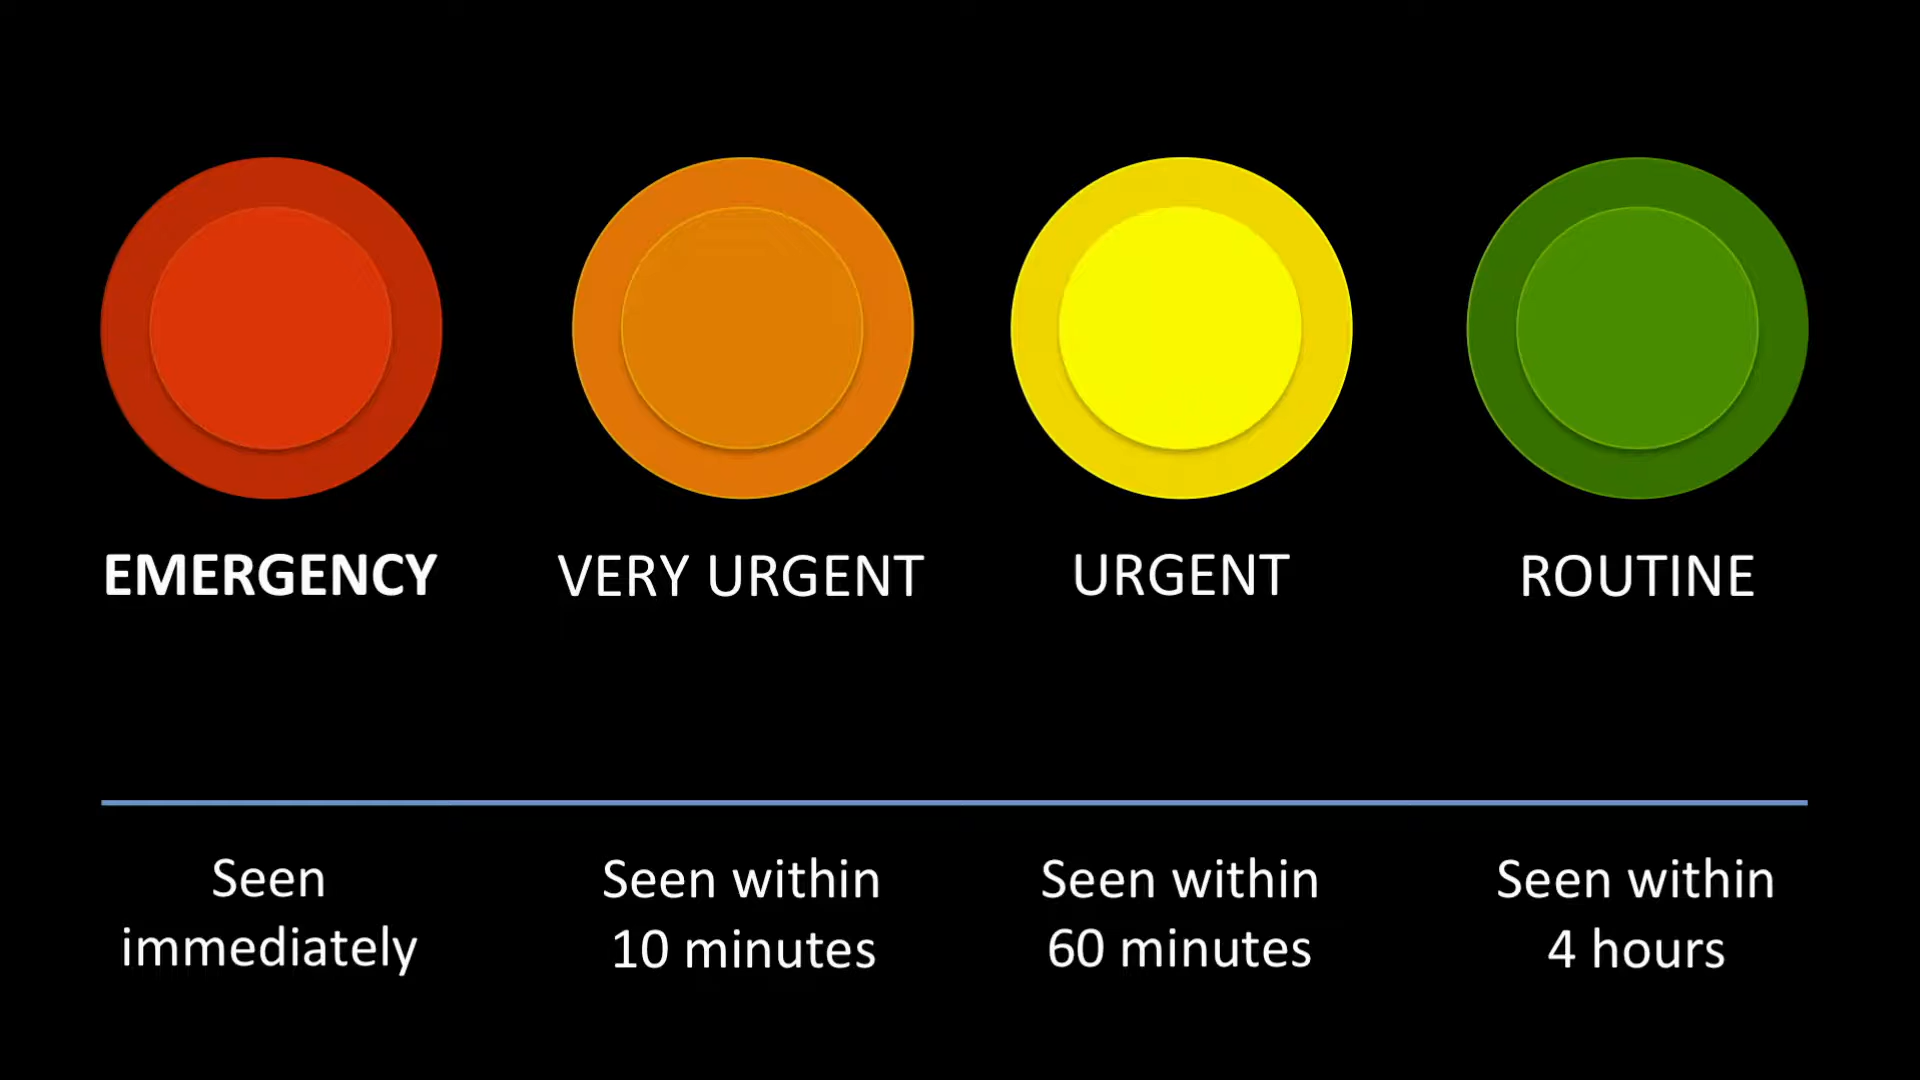 EMERGENCY
VERY URGENT
URGENT
ROUTINE
Seen
immediately
Seen within
10 minutes
Seen within
60 minutes
Seen within
4 hours